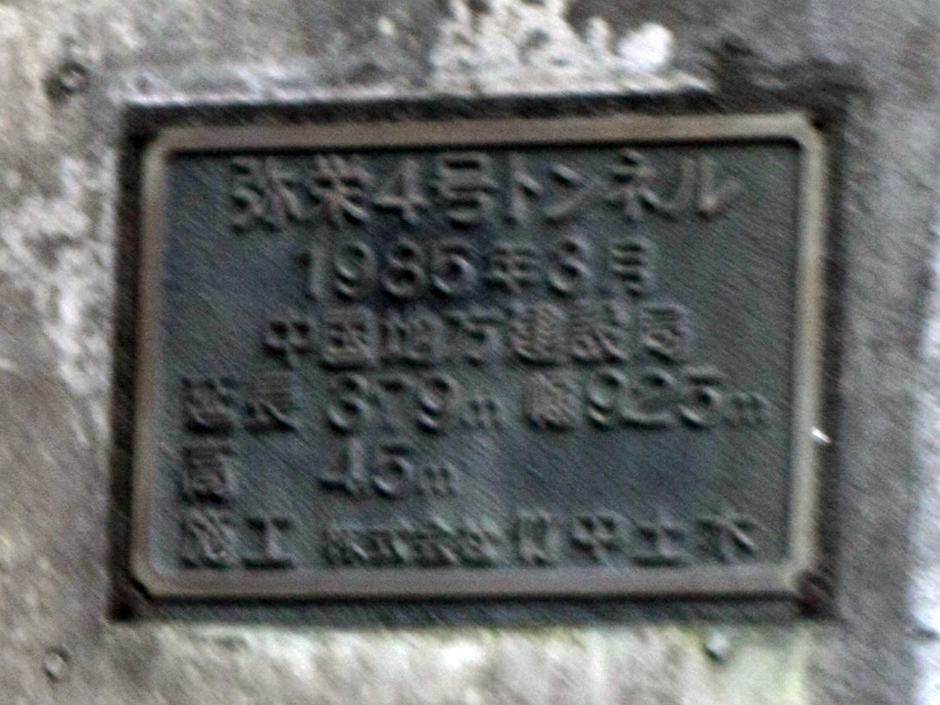 弥栄4号トンネル
1985年3月
中国地方建設局
延長 379m 幅9.25m
高 4.5m
施工 株式会社 竹中土木